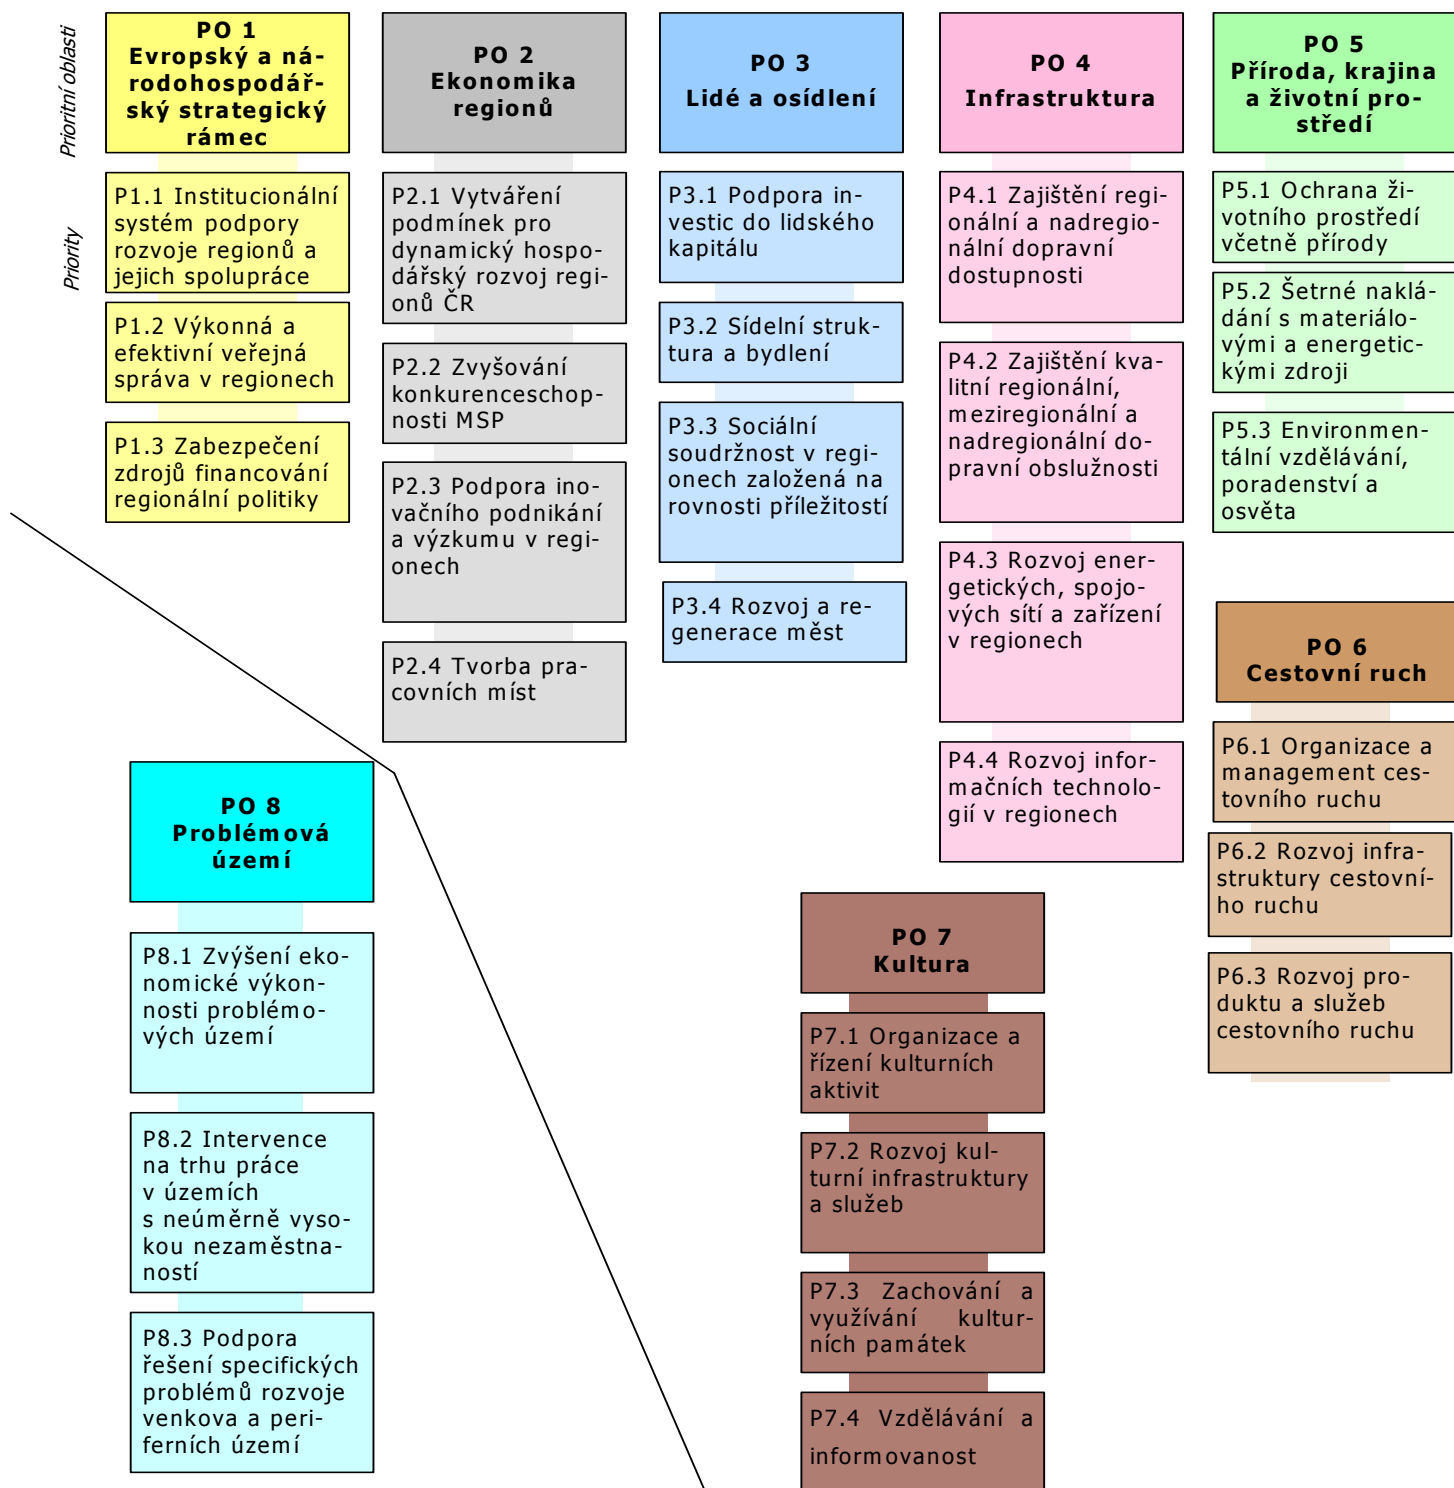 Prioritní oblasti
Priority
PO 1
Evropský a ná-
rodohospodář-
ský strategický
rámec
P1.1 Institucionální
systém podpory
rozvoje regionů a
jejich spolupráce
P1.2 Výkonná a
efektivní veřejná
správa v regionech
P1.3 Zabezpečení
zdrojů financování
regionální politiky
PO 2
Ekonomika
regionů
P2.1 Vytváření
podmínek pro
dynamický hospo-
dářský rozvoj regi-
onů ČR
P2.2 Zvyšování
konkurenceschop-
nosti MSP
P2.3 Podpora ino-
vačního podnikání
a výzkumu v regi-
onech
P2.4 Tvorba pra-
covních míst
PO 3
Lidé a osídlení
P3.1 Podpora in-
vestic do lidského
kapitálu
P3.2 Sídelní struk-
tura a bydlení
P3.3 Sociální
soudržnost v regi-
onech založená na
rovnosti příležitostí
P3.4 Rozvoj a re-
generace měst
PO 4
Infrastruktura
P4.1 Zajištění regi-
onální a nadregio-
nální dopravní
dostupnosti
P4.2 Zajištění kva-
litní regionální,
meziregionální a
nadregionální do-
pravní obslužnosti
P4.3 Rozvoj ener-
getických, spojo-
vých sítí a zařízení
v regionech
P4.4 Rozvoj infor-
mačních technolo-
gií v regionech
PO 5
Příroda, krajina
a životní pro-
středí
P5.1 Ochrana ži-
votního prostředí
včetně přírody
P5.2 Šetrné naklá-
dání s materiálo-
vými a energetic-
kými zdroji
P5.3 Environmen-
tální vzdělávání,
poradenství a
osvěta
PO 6
Cestovní ruch
P6.1 Organizace a
management ces-
tovního ruchu
P6.2 Rozvoj infra-
struktury cestovní-
ho ruchu
P6.3 Rozvoj pro-
duktu a služeb
cestovního ruchu
PO 7
Kultura
P7.1 Organizace a
řízení kulturních
aktivit
P7.2 Rozvoj kul-
turní infrastruktury
a služeb
P7.3 Zachování a
využívání kultur-
ních památek
P7.4 Vzdělávání a
informovanost
PO 8
Problémová
území
P8.1 Zvýšení eko-
nomické výkon-
nosti problémo-
vých území
P8.2 Intervence
na trhu práce
v územích
s neúměrně vyso-
kou nezaměstna-
ností
P8.3 Podpora
řešení specifických
problémů rozvoje
venkova a peri-
ferních území